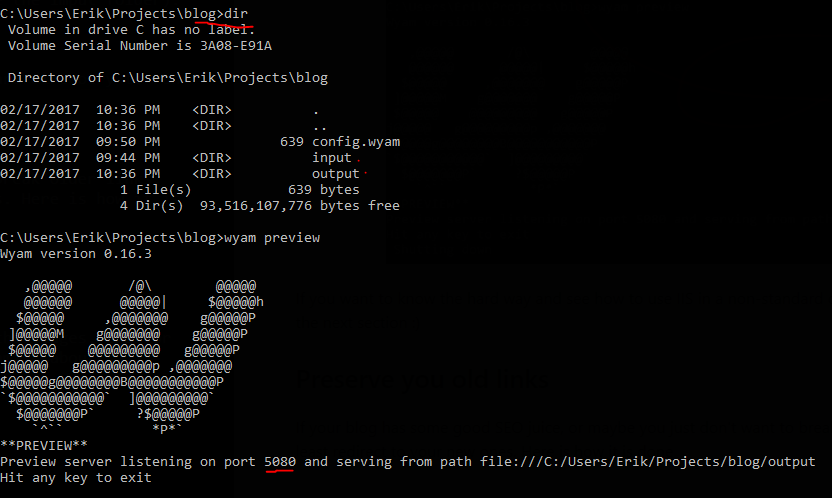 C:\Users\Erik\Projects\blog>dir
 Volume in drive C has no label.
 Volume Serial Number is 3A08-E91A

 Directory of C:\Users\Erik\Projects\blog

02/17/2017  10:36 PM    <DIR>          .
02/17/2017  10:36 PM    <DIR>          ..
02/17/2017  09:50 PM               639 config.wyam
02/17/2017  09:44 PM    <DIR>          input
02/17/2017  10:36 PM    <DIR>          output
               1 File(s)            639 bytes
               4 Dir(s)  93,516,107,776 bytes free

C:\Users\Erik\Projects\blog>wyam preview
Wyam version 0.16.3

   ,@@@@@       /@\        @@@@@
   @@@@@@      @@@@@|     $@@@@@h
  $@@@@@     ,@@@@@@@    g@@@@@P
 ]@@@@@M    g@@@@@@@    g@@@@@P
 $@@@@@    @@@@@@@@@   g@@@@@P
j@@@@@   g@@@@@@@@@p ,@@@@@@@
$@@@@@g@@@@@@@@B@@@@@@@@@@@P
`$@@@@@@@@@@@`  ]@@@@@@@@@`
  $@@@@@@@P`     ?$@@@@@P
    `^``           *P*`
**PREVIEW**
Preview server listening on port 5080 and serving from path file:///C:/Users/Erik/Projects/blog/output
Hit any key to exit